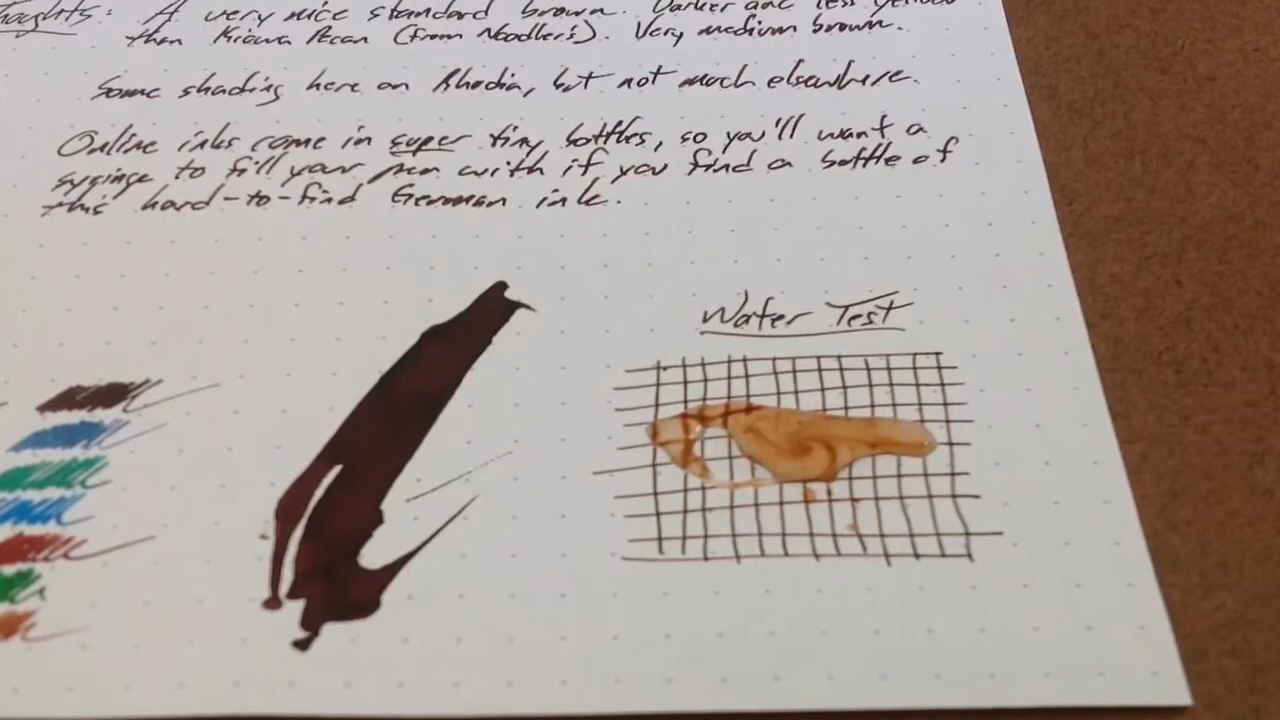 Thoughts: A very nice standard brown. Darker and less yellow
than Kiowa Pecan (from Noodler's). Very medium brown.
Some shading here on Rhodia, but not much elsewhere.
Online inks come in super tiny bottles, so you'll want a
syringe to fill your pen with if you find a bottle of
this hard-to-find German ink.
Water Test